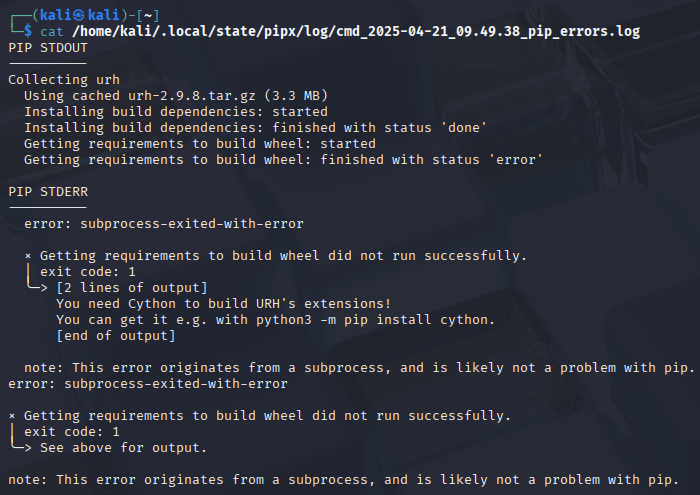 ┌──(kali㉿kali)-[~]
└─$ cat /home/kali/.local/state/pipx/log/cmd_2025-04-21_09.49.38_pip_errors.log
PIP STDOUT
----------
Collecting urh
  Using cached urh-2.9.8.tar.gz (3.3 MB)
  Installing build dependencies: started
  Installing build dependencies: finished with status 'done'
  Getting requirements to build wheel: started
  Getting requirements to build wheel: finished with status 'error'

PIP STDERR
----------
  error: subprocess-exited-with-error

  × Getting requirements to build wheel did not run successfully.
  │ exit code: 1
  ╰─> [2 lines of output]
      You need Cython to build URH's extensions!
      You can get it e.g. with python3 -m pip install cython.
      [end of output]

  note: This error originates from a subprocess, and is likely not a problem with pip.
error: subprocess-exited-with-error

× Getting requirements to build wheel did not run successfully.
│ exit code: 1
╰─> See above for output.

note: This error originates from a subprocess, and is likely not a problem with pip.